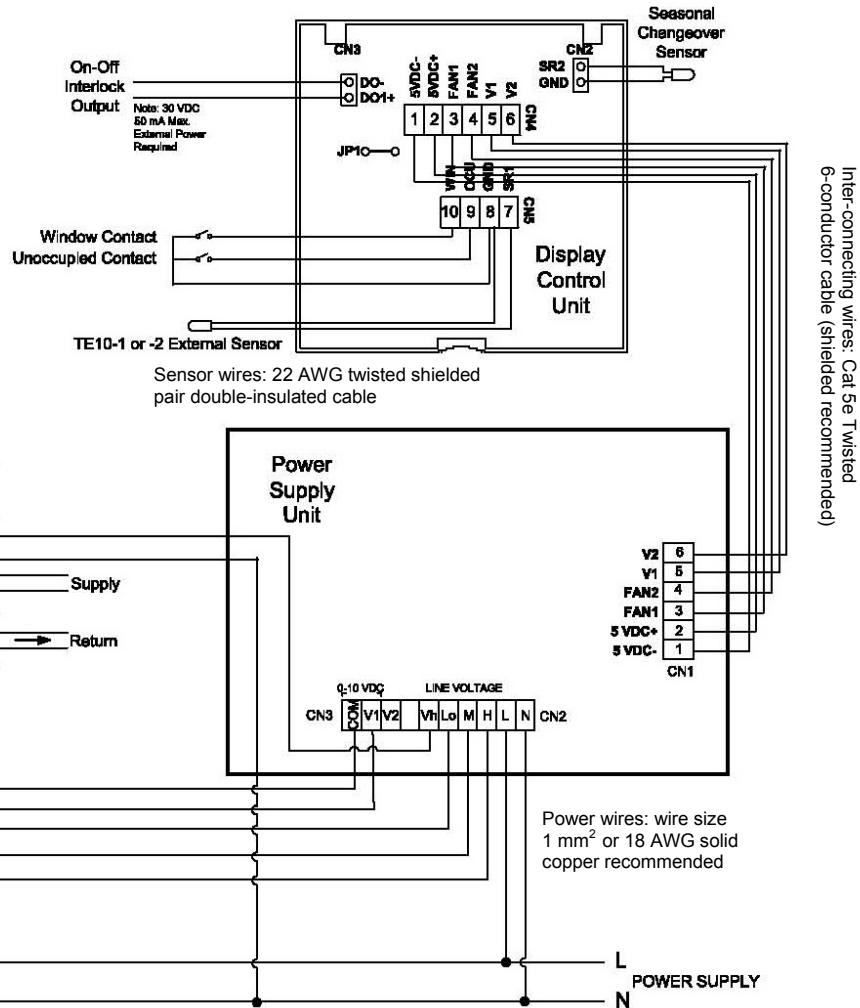 Seasonal
Changeover
Sensor
CN3
CN2
On-Off
Interlock
Output
Note: 30 VDC
50 mA Max.
External Power
Required
DO-
DO1+
5VDC-
5VDC+
FAN1
FAN2
V1
V2
SR2
GND
1 2 3 4 5 6
CN4
JP1
WIN
OCU
GND
SR1
10 9 8 7
CN5
Window Contact
Unoccupied Contact
Display
Control
Unit
TE10-1 or -2 External Sensor
Sensor wires: 22 AWG twisted shielded
pair double-insulated cable
Inter-connecting wires: Cat 5e Twisted
6-conductor cable (shielded recommended)
Power
Supply
Unit
V2 6
V1 5
FAN2 4
FAN1 3
5 VDC+ 2
5 VDC- 1
CN1
Supply
Return
0-10 VDC LINE VOLTAGE
CN3 COM V1 V2 Vh Lo M H L N CN2
Power wires: wire size
1 mm² or 18 AWG solid
copper recommended
L
POWER SUPPLY
N